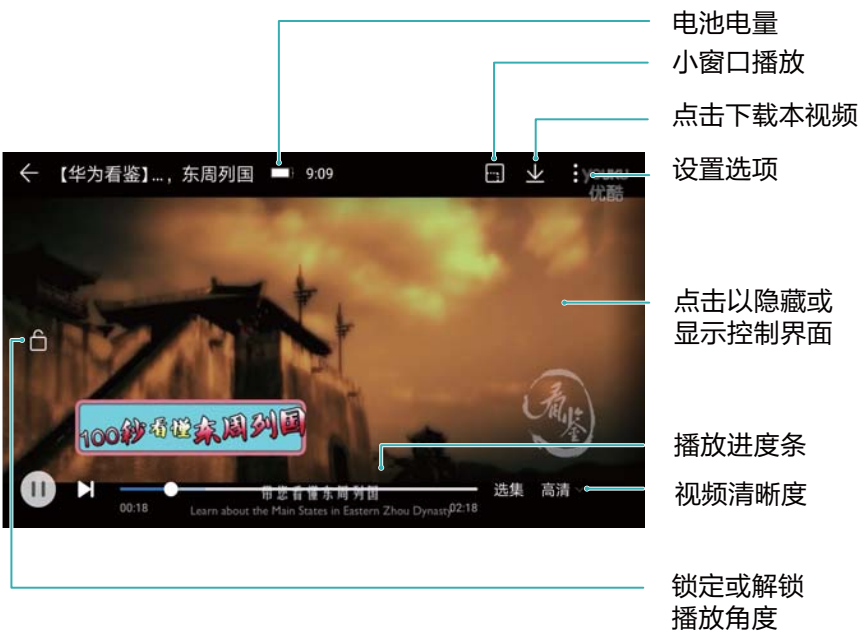 电池电量
小窗口播放
点击下载本视频
【华为看鉴】...，东周列国 9:09
设置选项
youku
优酷
点击以隐藏或
显示控制界面
看鉴
100秒看懂东周列国
播放进度条
带您看懂东周列国
选集 高清
视频清晰度
00:18 Learn about the Main States in Eastern Zhou Dynasty 02:18
锁定或解锁
播放角度